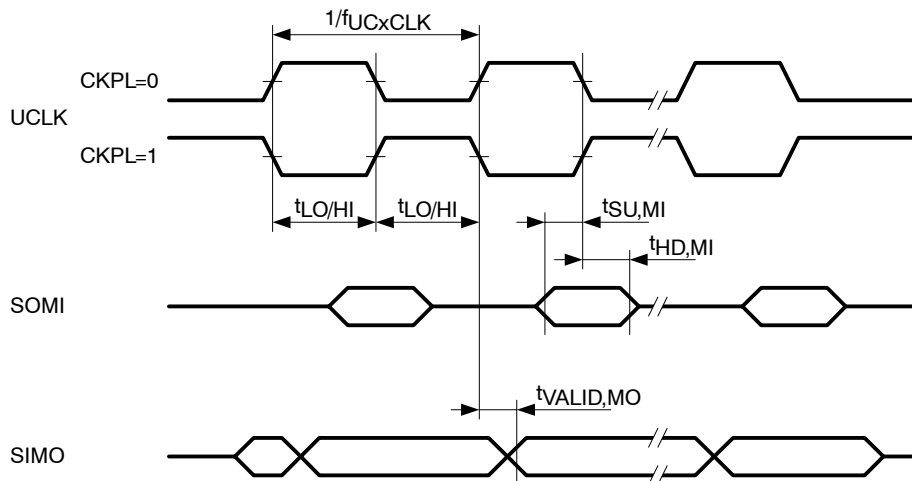 1/fUCxCLK
CKPL=0
UCLK
CKPL=1
tLO/HI tLO/HI tSU,MI
tHD,MI
SOMI
tVALID,MO
SIMO